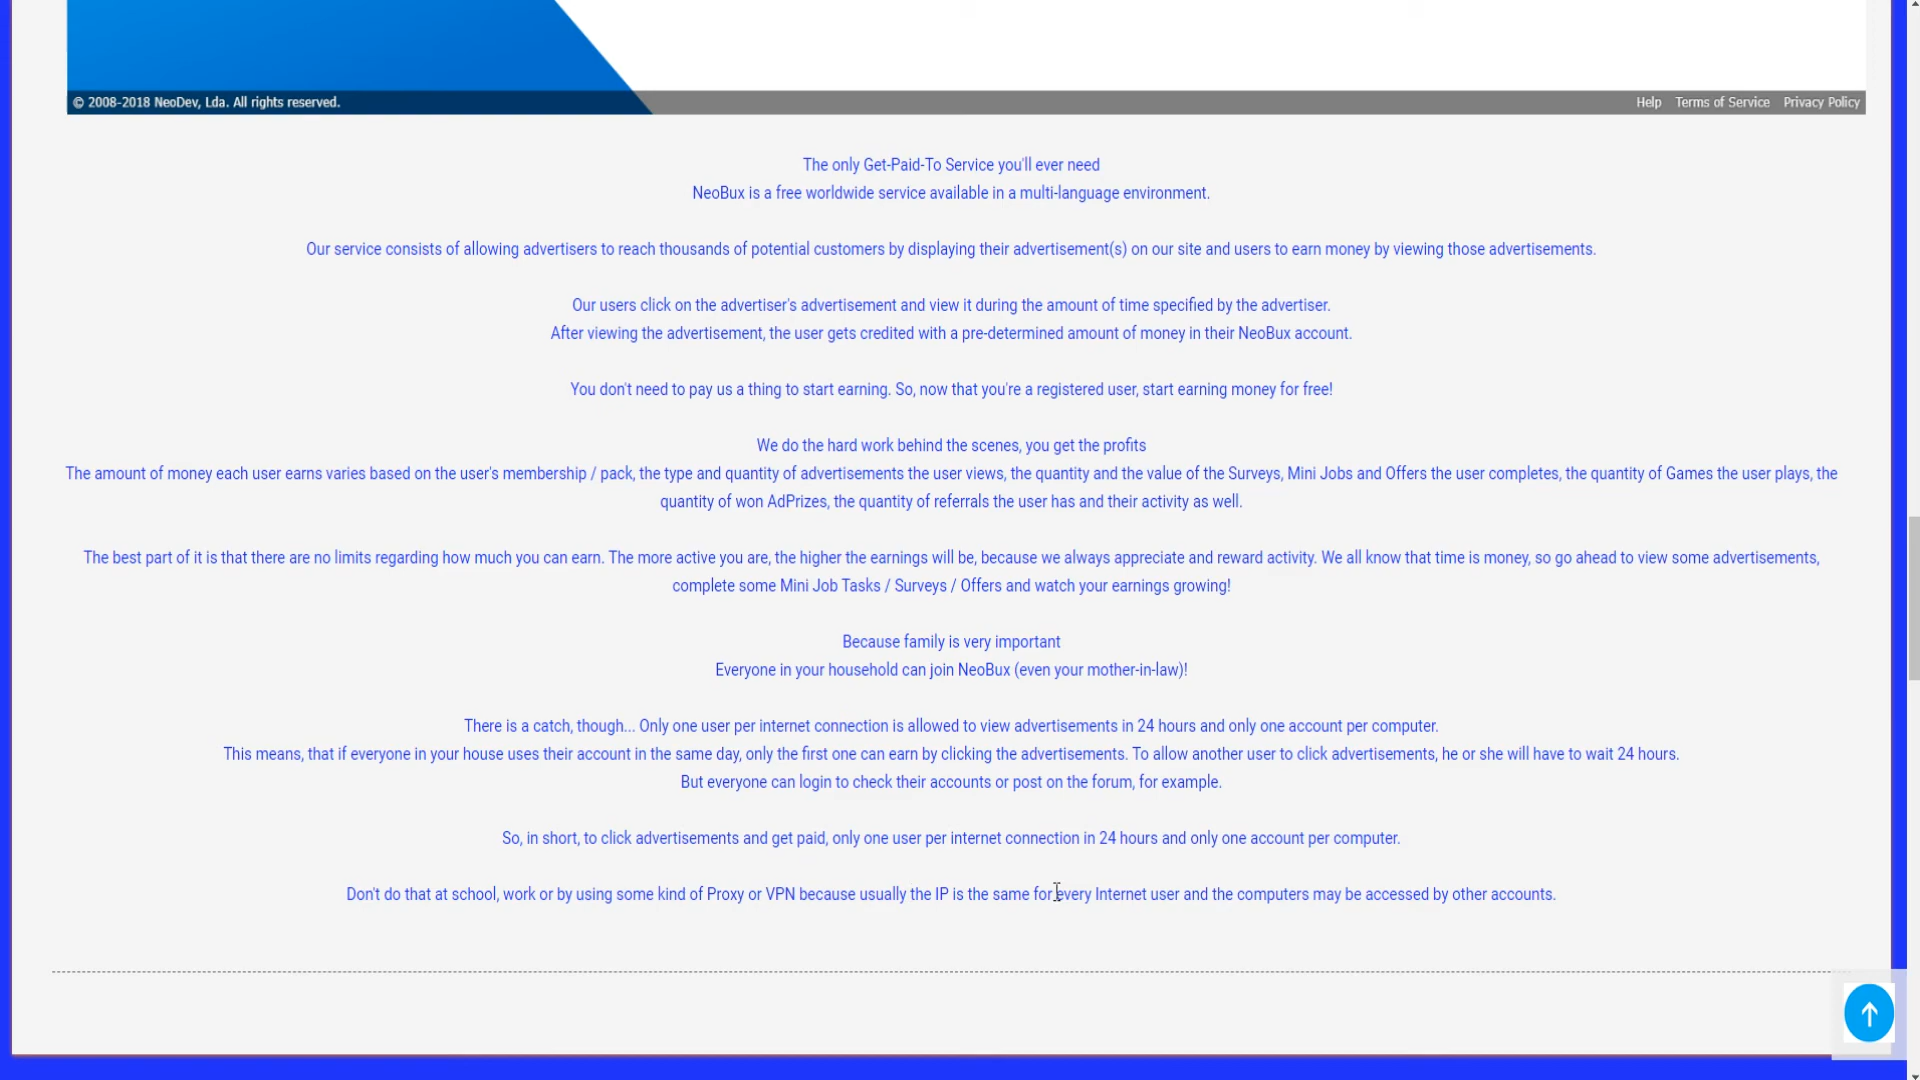 © 2008-2018 NeoDev, Lda. All rights reserved.
Help Terms of Service Privacy Policy
The only Get-Paid-To Service you'll ever need
NeoBux is a free worldwide service available in a multi-language environment.
Our service consists of allowing advertisers to reach thousands of potential customers by displaying their advertisement(s) on our site and users to earn money by viewing those advertisements.
Our users click on the advertiser's advertisement and view it during the amount of time specified by the advertiser.
After viewing the advertisement, the user gets credited with a pre-determined amount of money in their NeoBux account.
You don't need to pay us a thing to start earning. So, now that you're a registered user, start earning money for free!
We do the hard work behind the scenes, you get the profits
The amount of money each user earns varies based on the user's membership / pack, the type and quantity of advertisements the user views, the quantity and the value of the Surveys, Mini Jobs and Offers the user completes, the quantity of Games the user plays, the
quantity of won AdPrizes, the quantity of referrals the user has and their activity as well.
The best part of it is that there are no limits regarding how much you can earn. The more active you are, the higher the earnings will be, because we always appreciate and reward activity. We all know that time is money, so go ahead to view some advertisements,
complete some Mini Job Tasks / Surveys / Offers and watch your earnings growing!
Because family is very important
Everyone in your household can join NeoBux (even your mother-in-law)!
There is a catch, though... Only one user per internet connection is allowed to view advertisements in 24 hours and only one account per computer.
This means, that if everyone in your house uses their account in the same day, only the first one can earn by clicking the advertisements. To allow another user to click advertisements, he or she will have to wait 24 hours.
But everyone can login to check their accounts or post on the forum, for example.
So, in short, to click advertisements and get paid, only one user per internet connection in 24 hours and only one account per computer.
Don't do that at school, work or by using some kind of Proxy or VPN because usually the IP is the same for every Internet user and the computers may be accessed by other accounts.